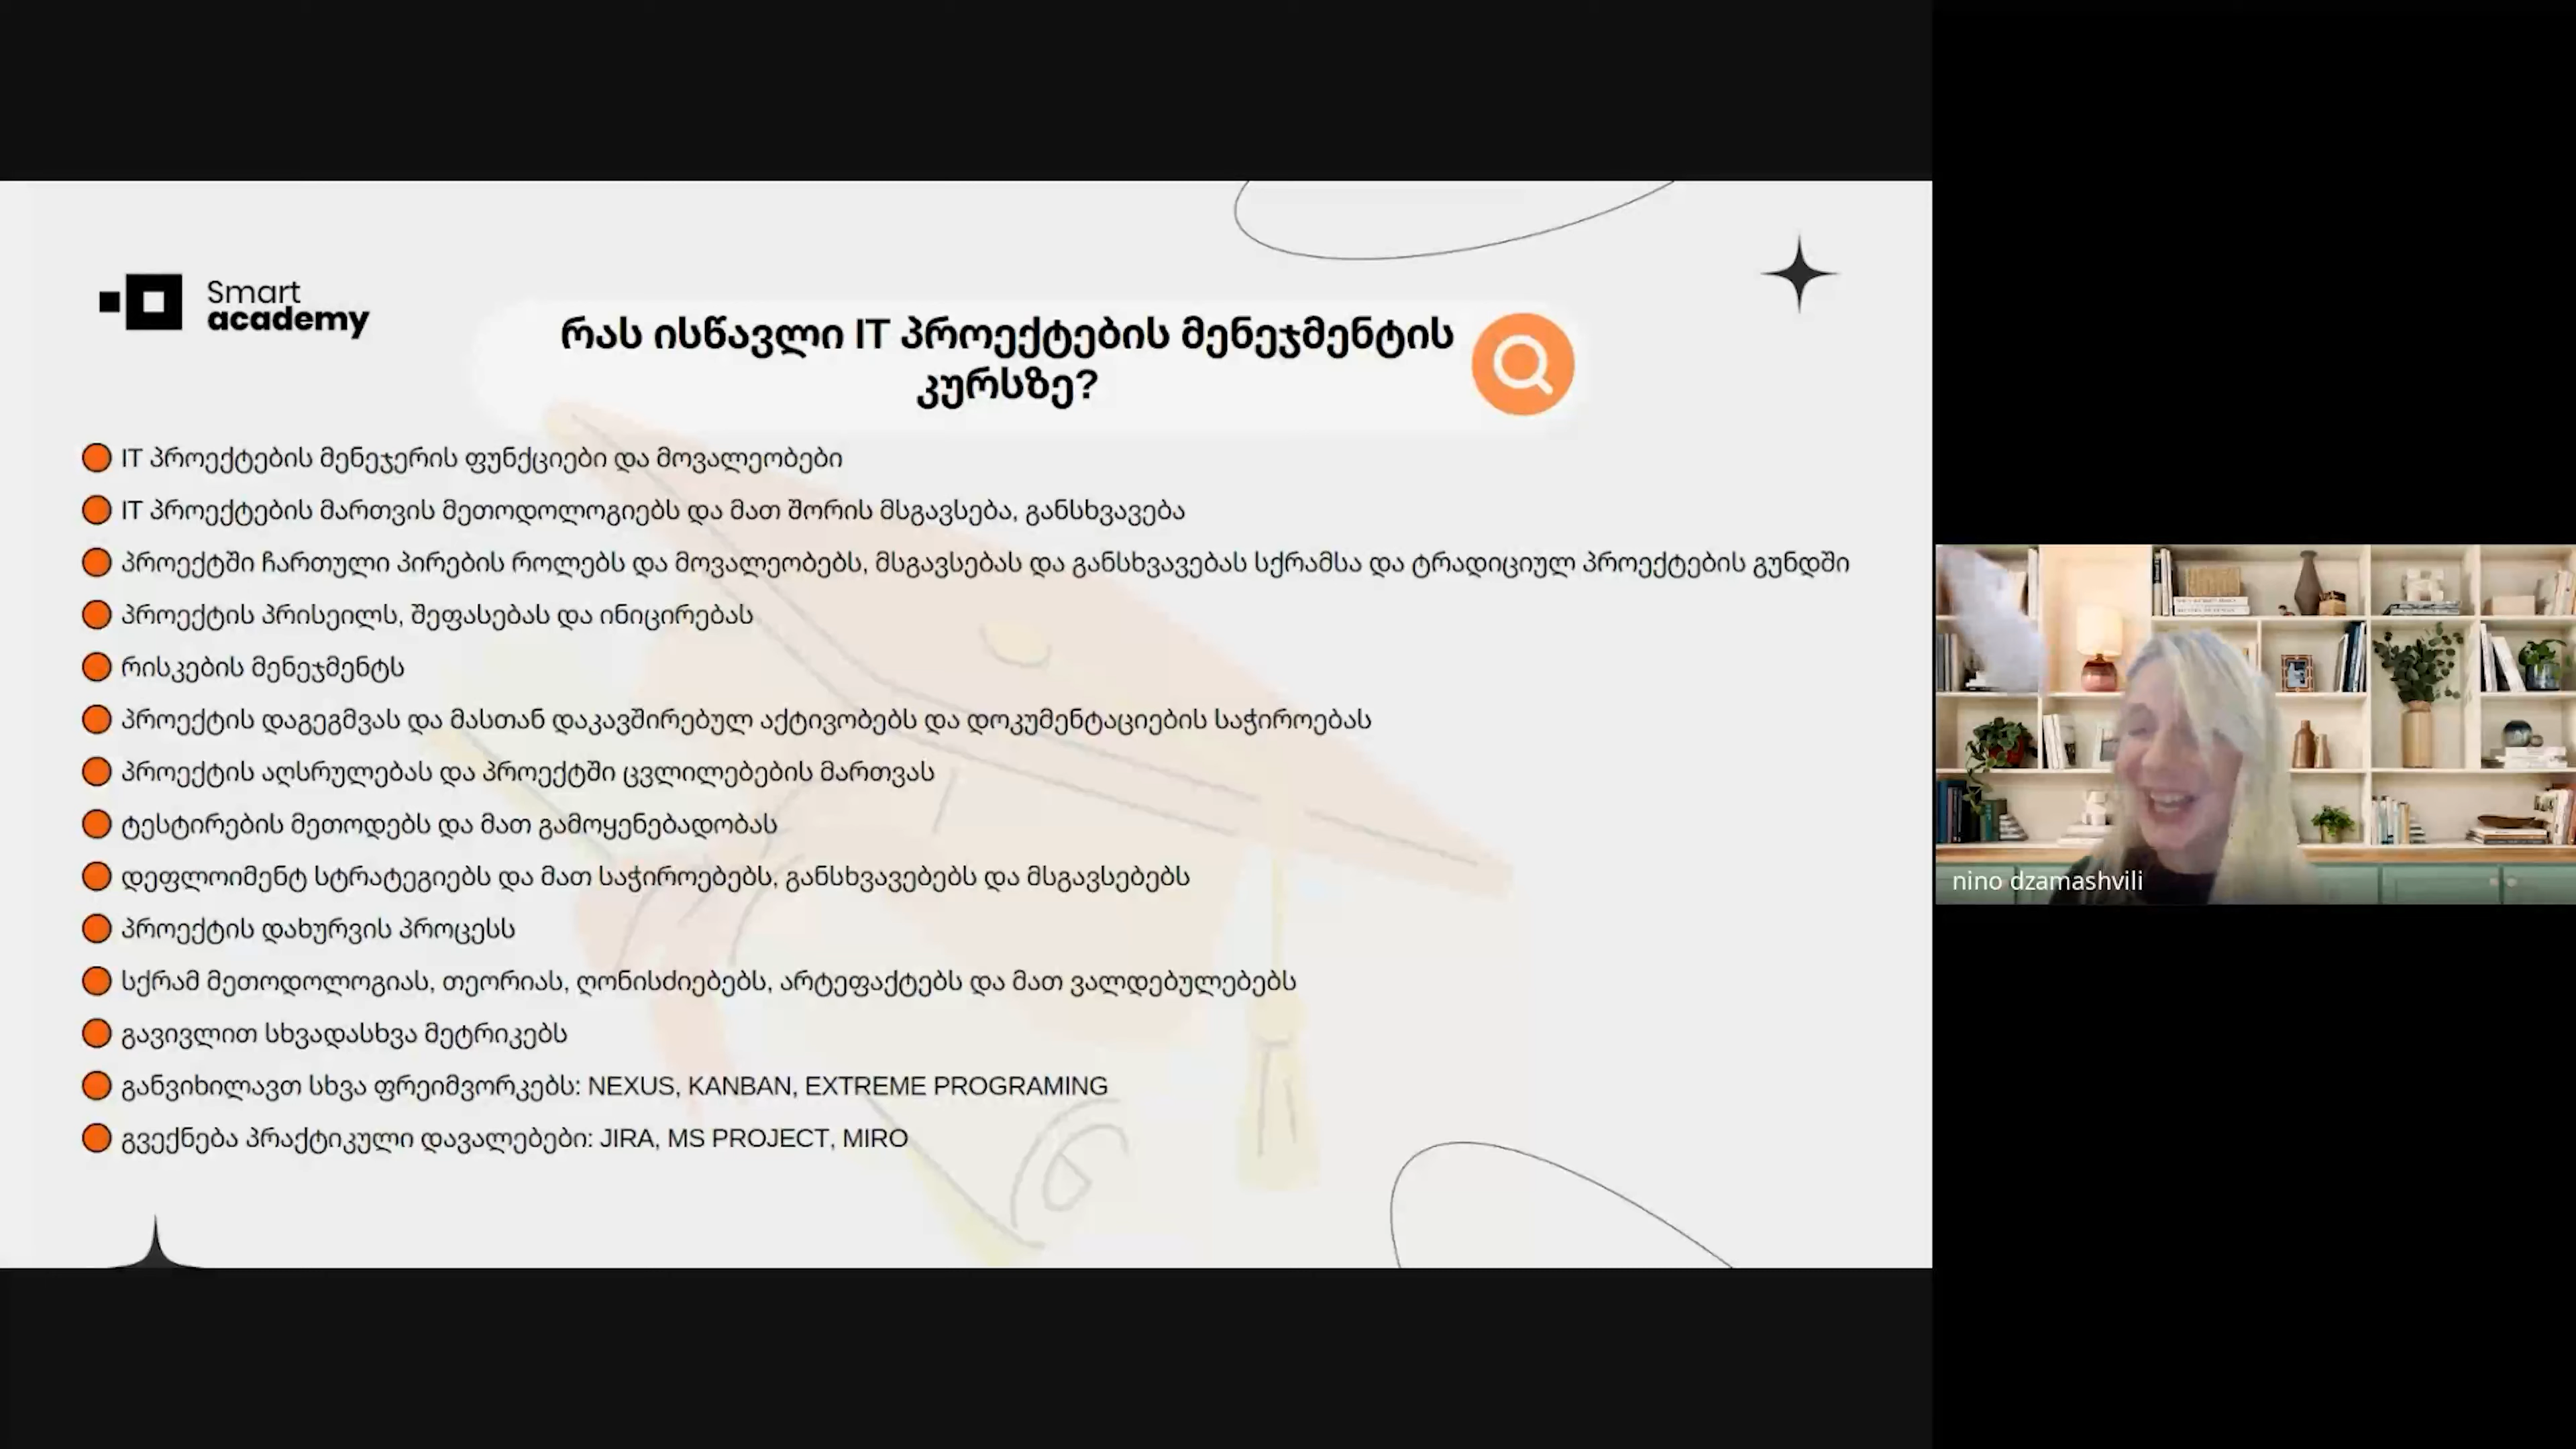 Smart
academy
რას ისწავლი IT პროექტების მენეჯმენტის
კურსზე?
IT პროექტების მენეჯერის ფუნქციები და მოვალეობები
IT პროექტების მართვის მეთოდოლოგიებს და მათ შორის მსგავსება, განსხვავება
პროექტში ჩართული პირების როლებს და მოვალეობებს, მსგავსებას და განსხვავებას სქრამსა და ტრადიციულ პროექტების გუნდში
პროექტის პრისეილს, შეფასებას და ინიცირებას
რისკების მენეჯმენტს
პროექტის დაგეგმვას და მასთან დაკავშირებულ აქტივობებს და დოკუმენტაციების საჭიროებას
პროექტის აღსრულებას და პროექტში ცვლილებების მართვას
ტესტირების მეთოდებს და მათ გამოყენებადობას
დეფლოიმენტ სტრატეგიებს და მათ საჭიროებებს, განსხვავებებს და მსგავსებებს
პროექტის დახურვის პროცესს
სქრამ მეთოდოლოგიას, თეორიას, ღონისძიებებს, არტეფაქტებს და მათ ვალდებულებებს
გავივლით სხვადასხვა მეტრიკებს
განვიხილავთ სხვა ფრეიმვორკებს: NEXUS, KANBAN, EXTREME PROGRAMING
გვექნება პრაქტიკული დავალებები: JIRA, MS PROJECT, MIRO
nino dzamashvili